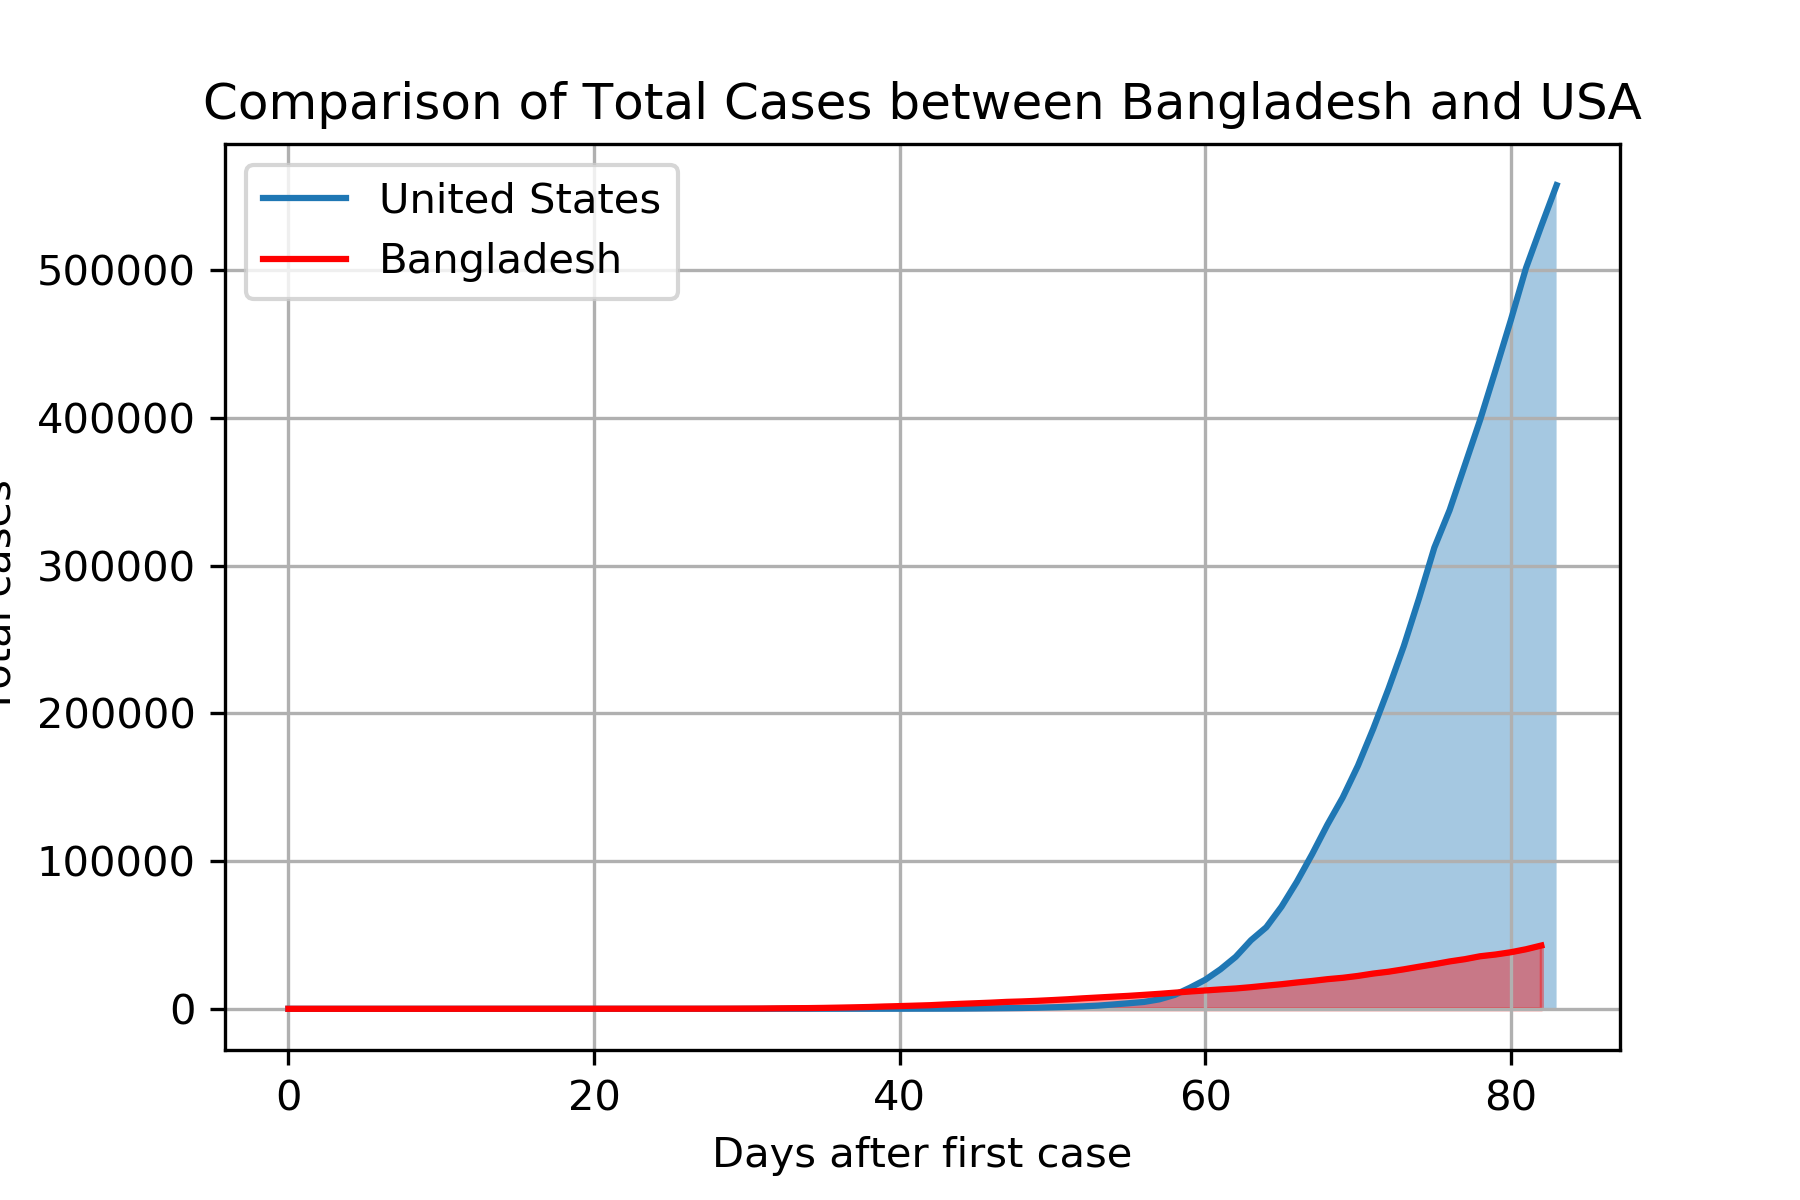 Comparison of Total Cases between Bangladesh and USA
United States
Bangladesh
500000
400000
300000
200000
100000
0
Total cases
0 20 40 60 80
Days after first case